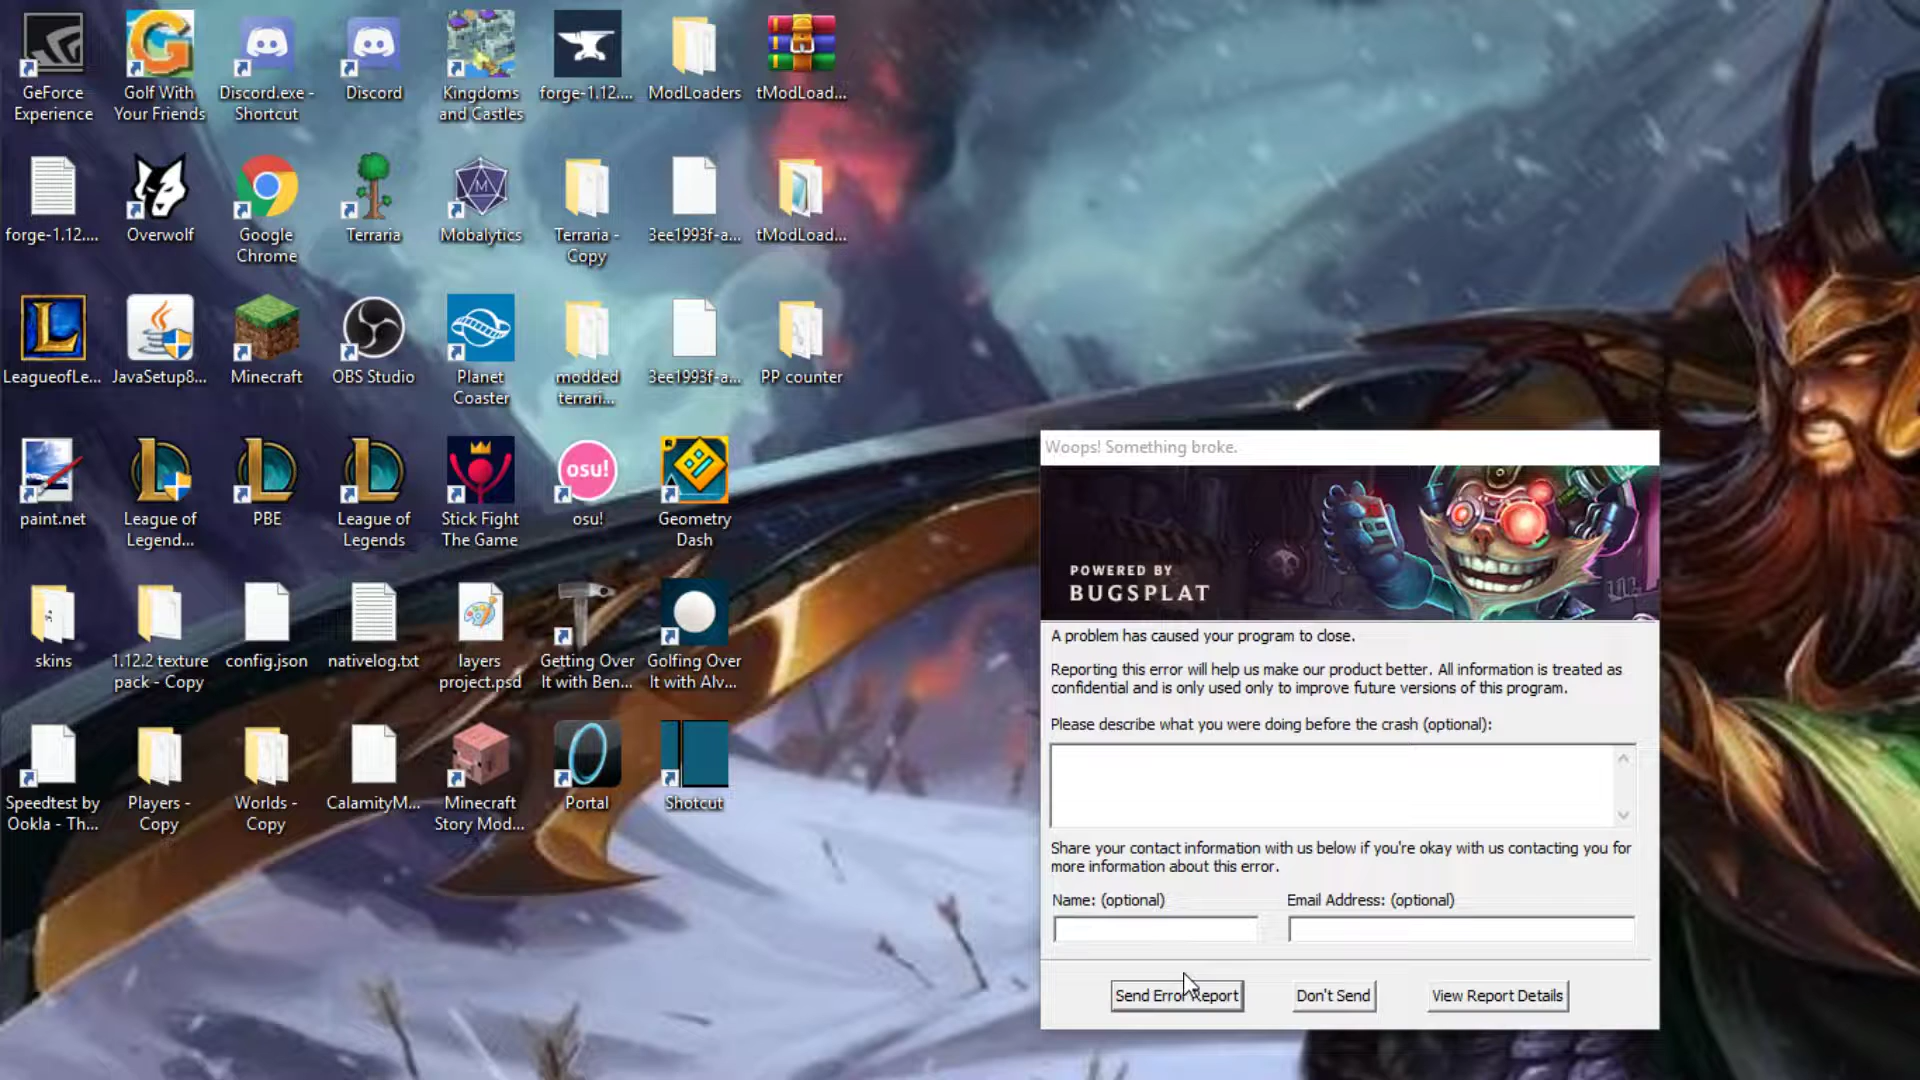 GeForce
Experience
Golf With
Your Friends
Discord.exe -
Shortcut
Discord
Kingdoms
and Castles
forge-1.12....
ModLoaders
tModLoad...
forge-1.12....
Overwolf
Google
Chrome
Terraria
M
Mobalytics
Terraria -
Copy
3ee1993f-a...
tModLoad...
L
LeagueofLe...
JavaSetup8...
Minecraft
OBS Studio
Planet
Coaster
modded
terrari...
3ee1993f-a...
PP counter
paint.net
League of
Legend...
PBE
League of
Legends
Stick Fight
The Game
osu!
osu!
Geometry
Dash
skins
1.12.2 texture
pack - Copy
config.json
nativelog.txt
layers
project.psd
Getting Over
It with Ben...
Golfing Over
It with Alv...
Speedtest by
Ookla - Th...
Players -
Copy
Worlds -
Copy
CalamityM...
Minecraft
Story Mod...
Portal
Shotcut
Woops! Something broke.
POWERED BY
BUGSPLAT
A problem has caused your program to close.
Reporting this error will help us make our product better. All information is treated as
confidential and is only used only to improve future versions of this program.
Please describe what you were doing before the crash (optional):
Share your contact information with us below if you're okay with us contacting you for
more information about this error.
Name: (optional)
Email Address: (optional)
Send Error Report
Don't Send
View Report Details